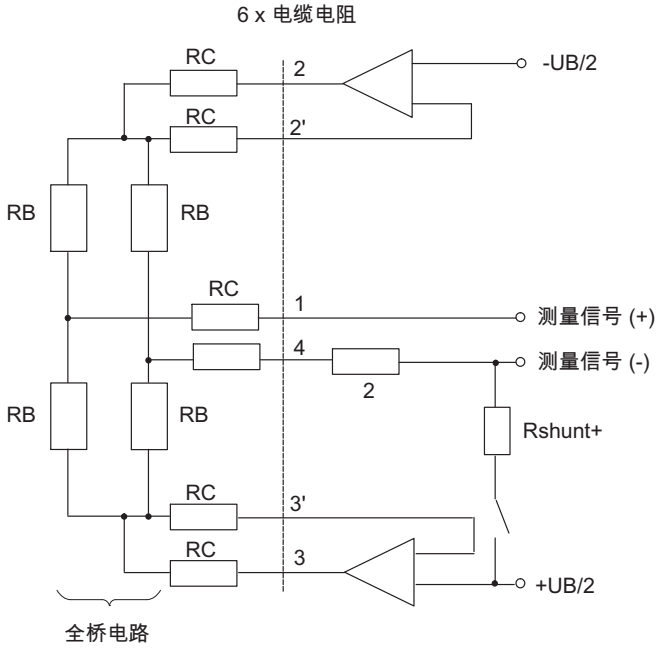 6 x 电缆电阻
RC
2
-UB/2
RC
2'
RB
RB
RC
1
测量信号 (+)
4
测量信号 (-)
2
RB
RB
Rshunt+
RC
3'
RC
3
+UB/2
全桥电路